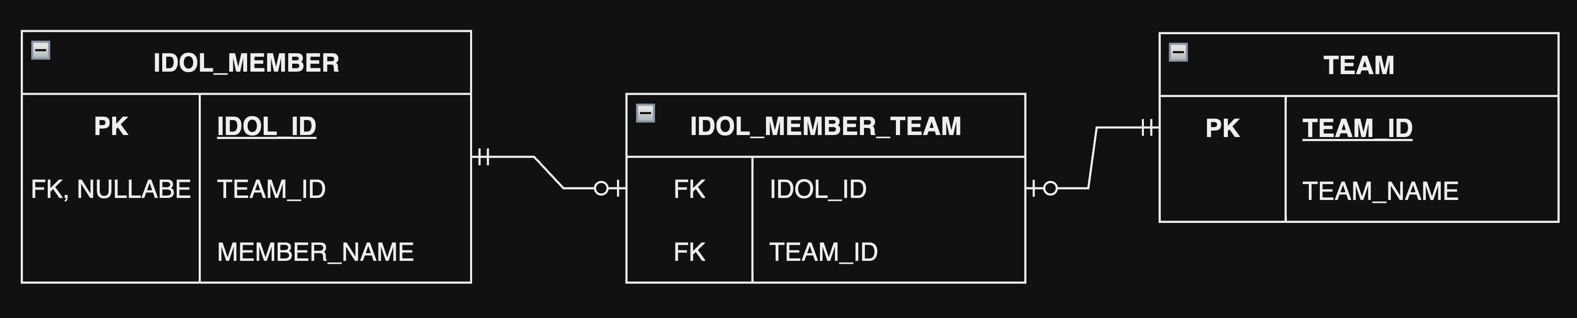 IDOL_MEMBER
PK IDOL_ID
FK, NULLABE TEAM_ID
MEMBER_NAME
IDOL_MEMBER_TEAM
FK IDOL_ID
FK TEAM_ID
TEAM
PK TEAM_ID
TEAM_NAME